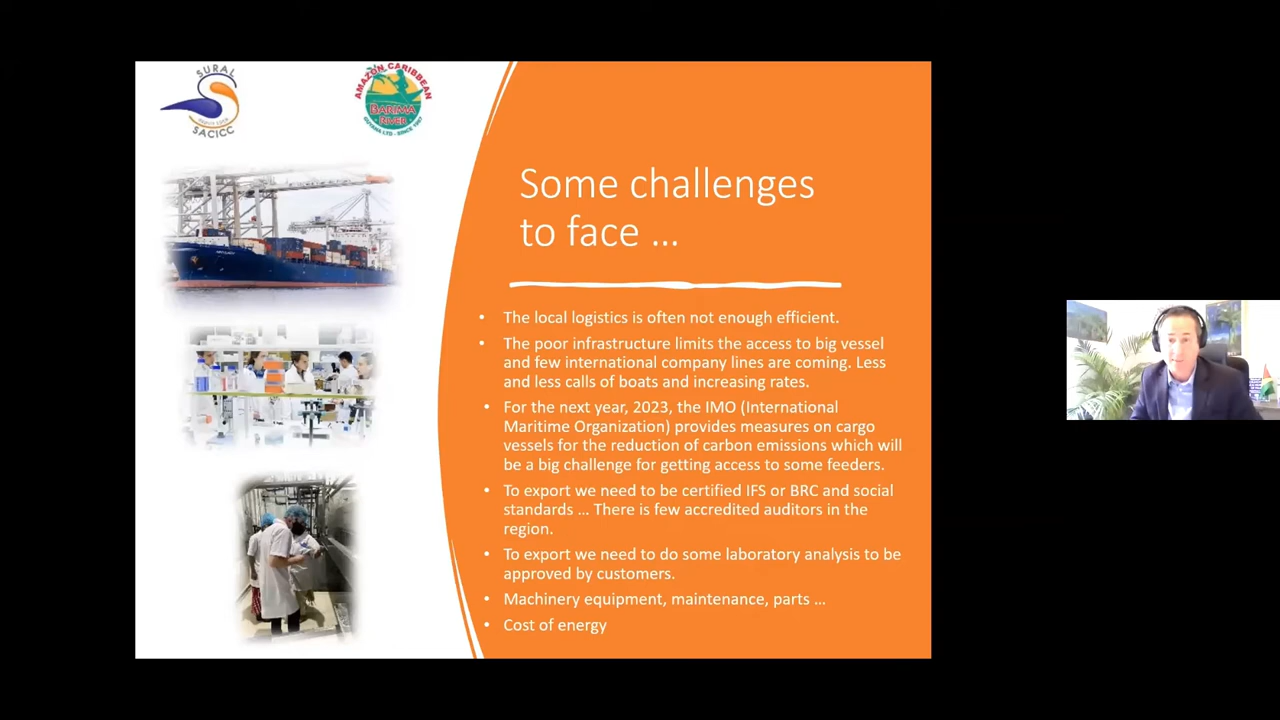 SURAL
SACICC
AMAZON CARIBBEAN
BARIMA
RIVER
GUYANA LTD - SINCE 1987
Some challenges
to face ...
• The local logistics is often not enough efficient.
• The poor infrastructure limits the access to big vessel
and few international company lines are coming. Less
and less calls of boats and increasing rates.
• For the next year, 2023, the IMO (International
Maritime Organization) provides measures on cargo
vessels for the reduction of carbon emissions which will
be a big challenge for getting access to some feeders.
• To export we need to be certified IFS or BRC and social
standards ... There is few accredited auditors in the
region.
• To export we need to do some laboratory analysis to be
approved by customers.
• Machinery equipment, maintenance, parts ...
• Cost of energy